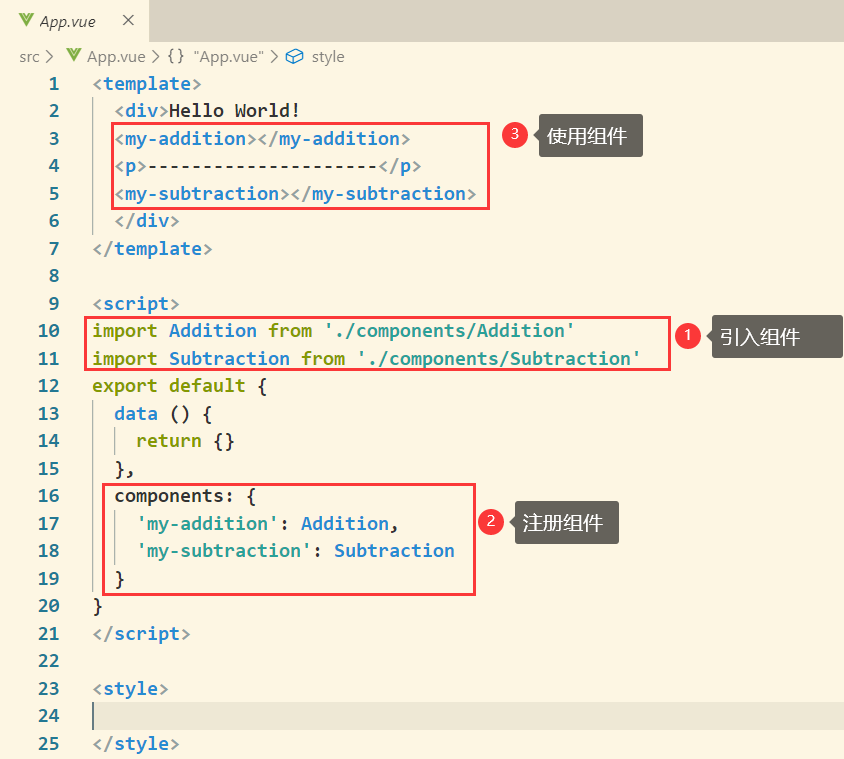 App.vue
src > App.vue > {} "App.vue" > style
1 <template>
2 <div>Hello World!
3 <my-addition></my-addition>
③ 使用组件
4 <p>---------------------</p>
5 <my-subtraction></my-subtraction>
6 </div>
7 </template>
8
9 <script>
10 import Addition from './components/Addition'
① 引入组件
11 import Subtraction from './components/Subtraction'
12 export default {
13 data () {
14 return {}
15 },
16 components: {
17 'my-addition': Addition,
② 注册组件
18 'my-subtraction': Subtraction
19 }
20 }
21 </script>
22
23 <style>
24
25 </style>